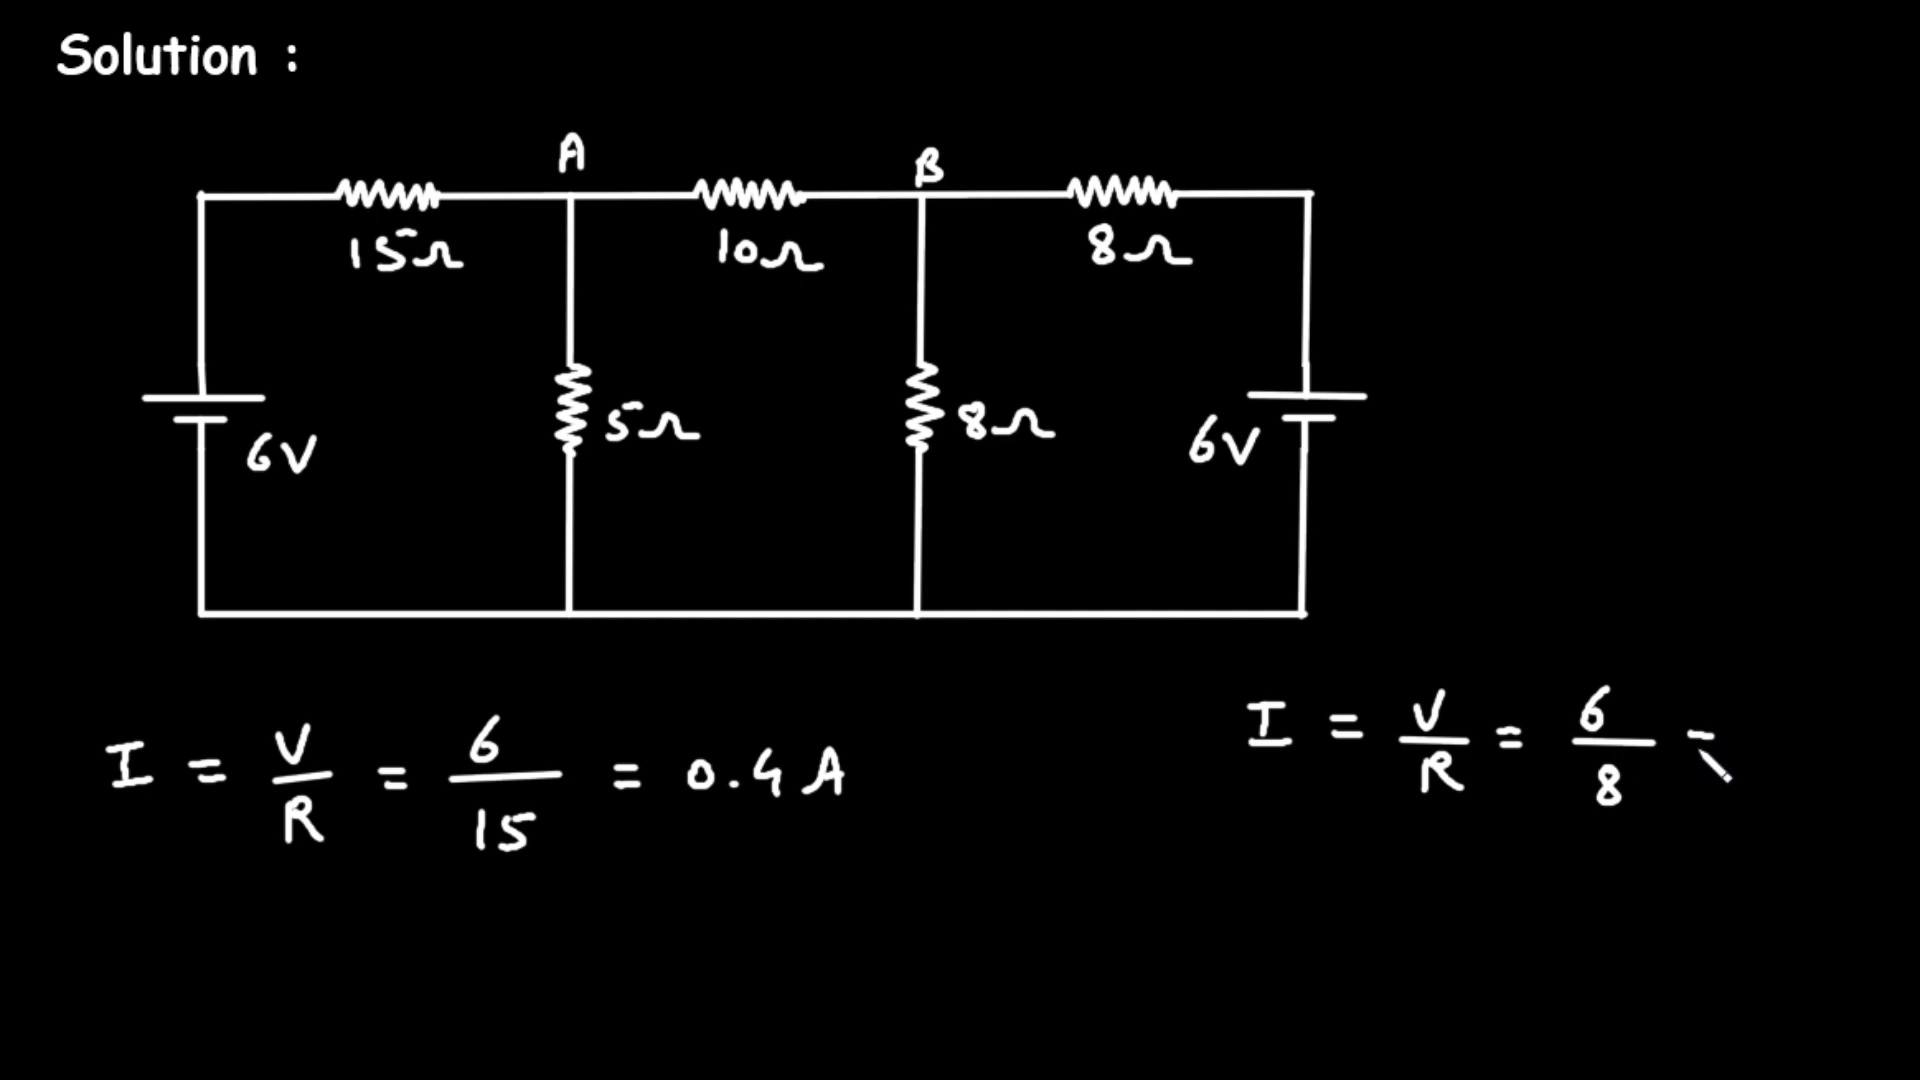 Solution :
A B
15Ω 10Ω 8Ω
5Ω 8Ω
6V 6V
I = V/R = 6/15 = 0.4 A
I = V/R = 6/8 =